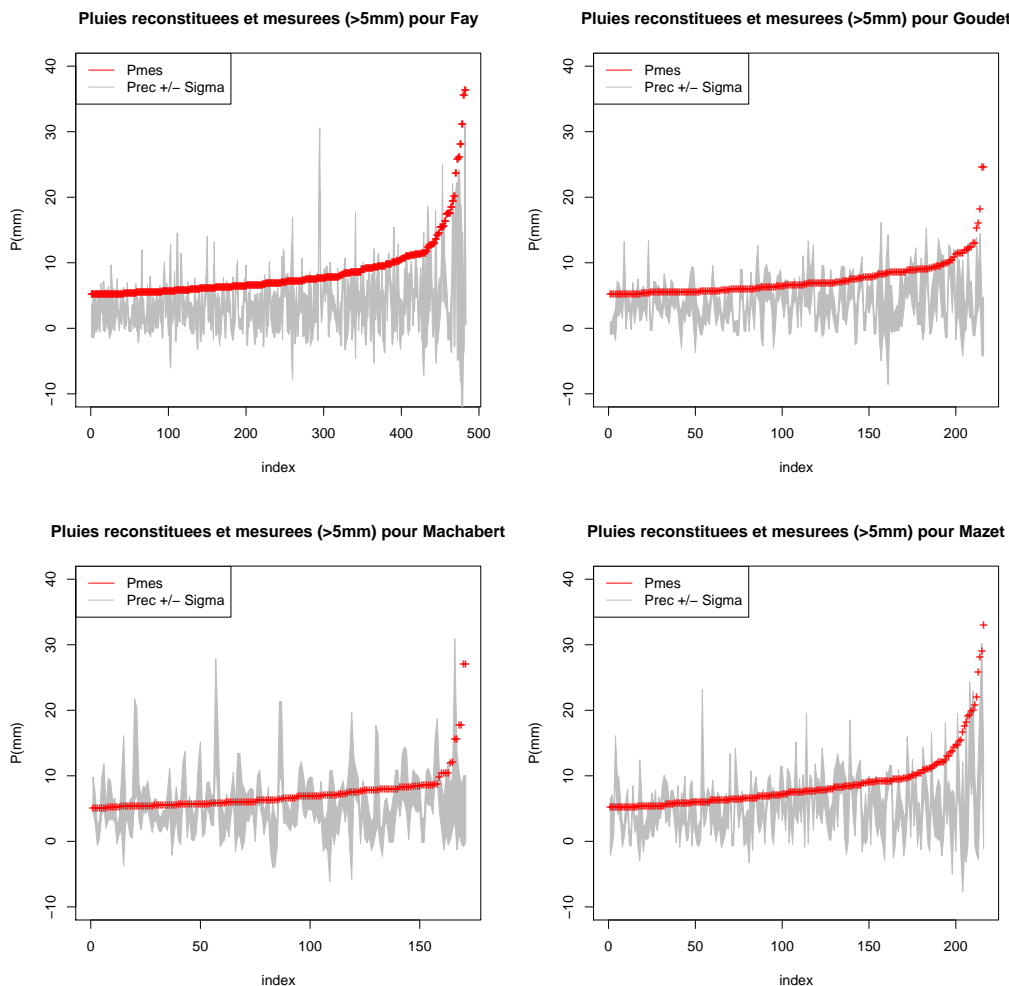 Pluies reconstituees et mesurees (>5mm) pour Fay
Pmes
Prec +/− Sigma
P(mm)
40
30
20
10
0
−10
0 100 200 300 400 500
index
Pluies reconstituees et mesurees (>5mm) pour Goudet
Pmes
Prec +/− Sigma
P(mm)
40
30
20
10
0
−10
0 50 100 150 200
index
Pluies reconstituees et mesurees (>5mm) pour Machabert
Pmes
Prec +/− Sigma
P(mm)
40
30
20
10
0
−10
0 50 100 150
index
Pluies reconstituees et mesurees (>5mm) pour Mazet
Pmes
Prec +/− Sigma
P(mm)
40
30
20
10
0
−10
0 50 100 150 200
index